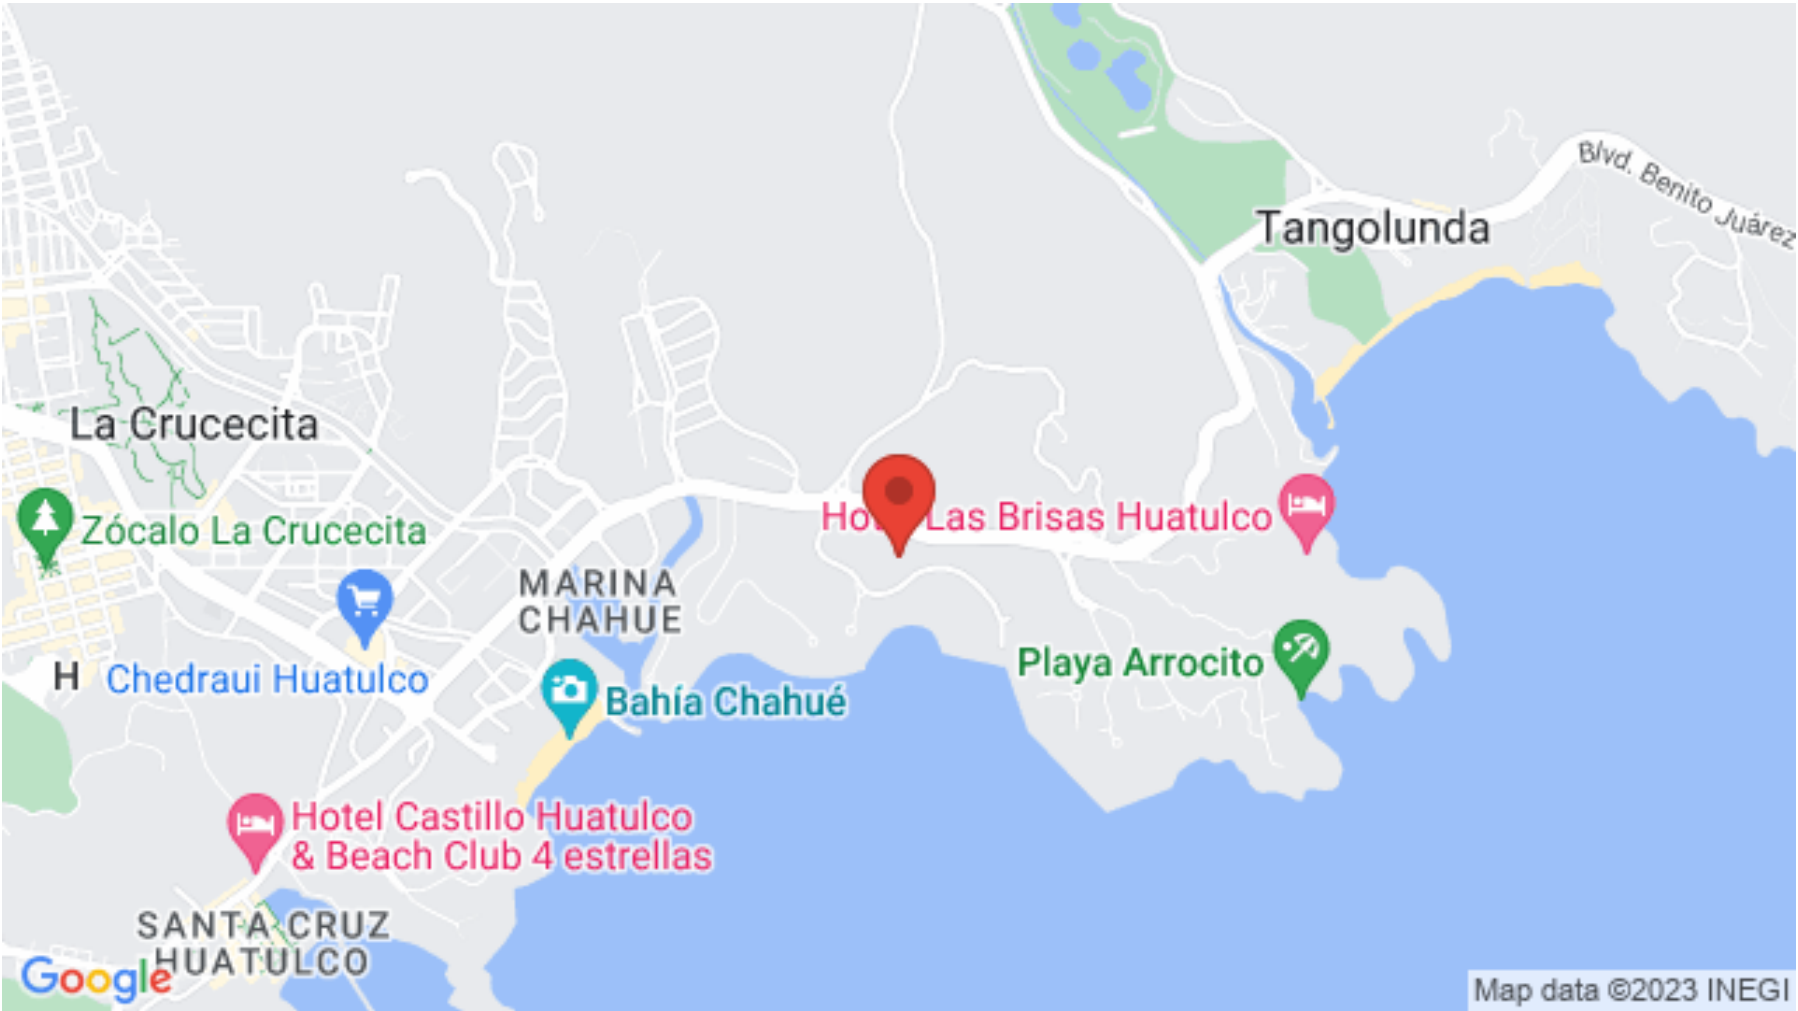 Blvd. Benito Juárez
Tangolunda
La Crucecita
Zócalo La Crucecita
Las Brisas Huatulco
MARINA
CHAHUE
H
Chedraui Huatulco
Playa Arrocito
Bahía Chahué
Hotel Castillo Huatulco
& Beach Club 4 estrellas
SANTA CRUZ
HUATULCO
Google
Map data ©2023 INEGI